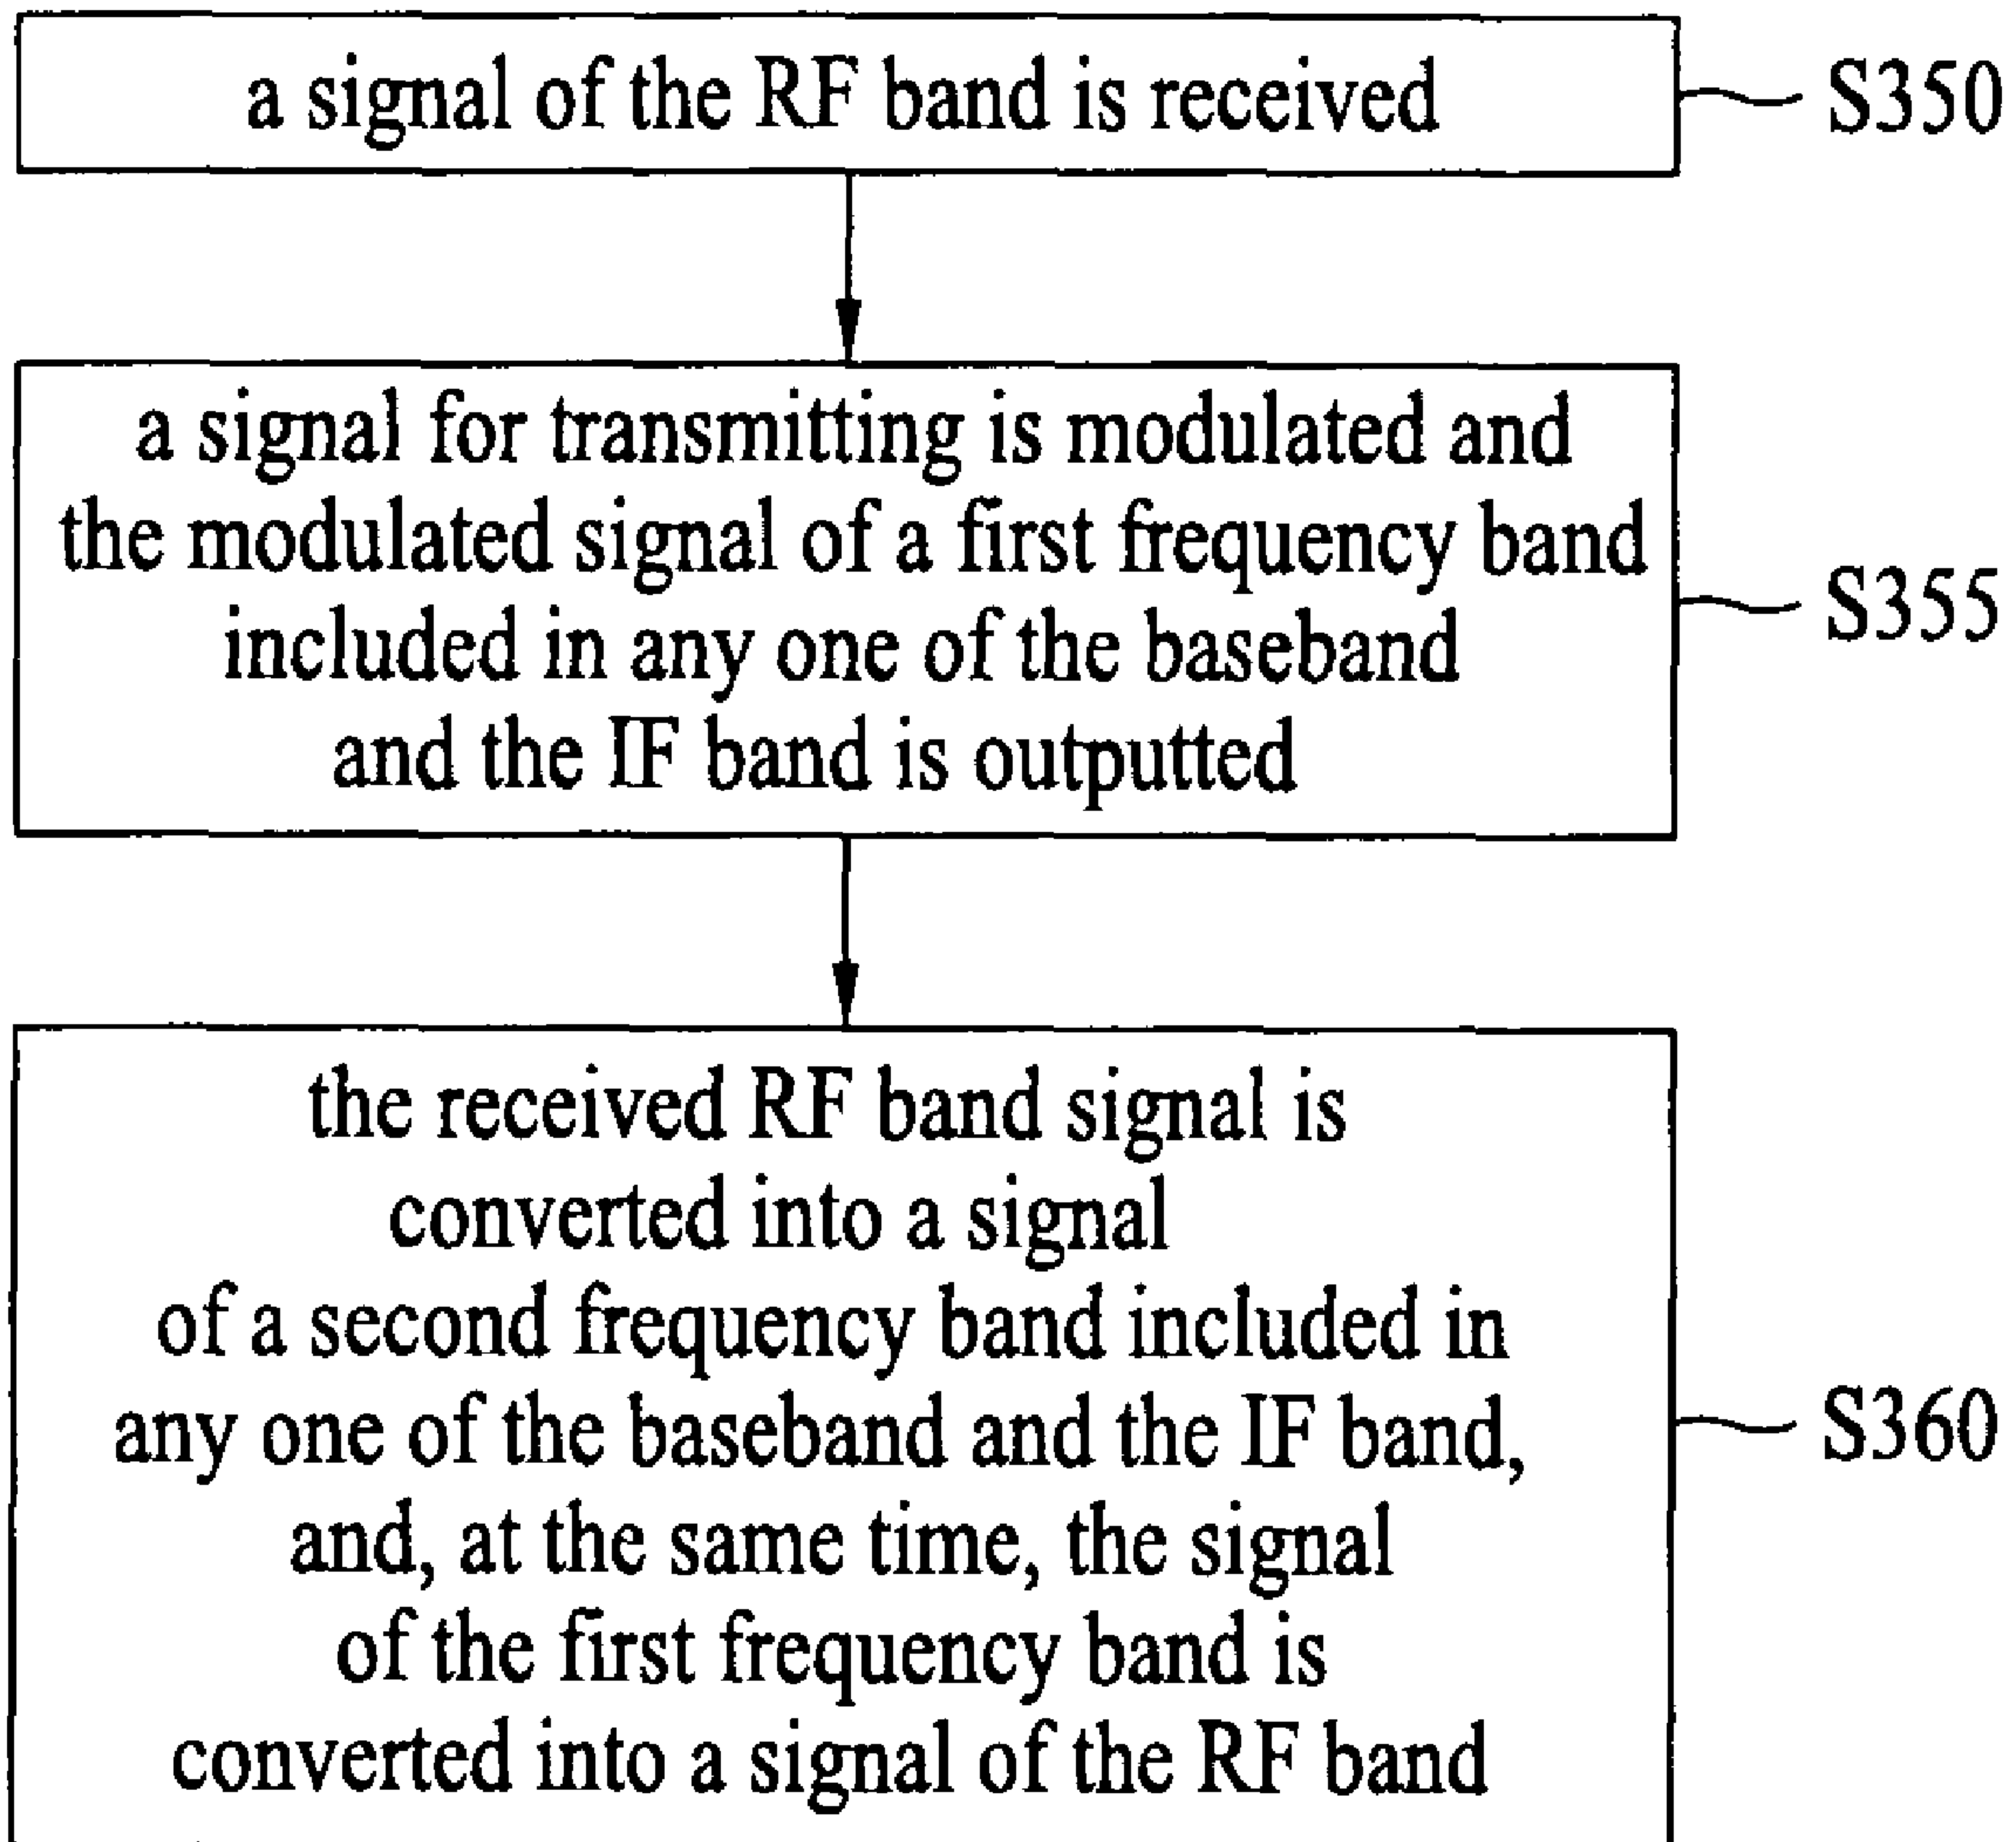 a signal of the RF band is received
S350
a signal for transmitting is modulated and
the modulated signal of a first frequency band
included in any one of the baseband
and the IF band is outputted
S355
the received RF band signal is
converted into a signal
of a second frequency band included in
any one of the baseband and the IF band,
and, at the same time, the signal
of the first frequency band is
converted into a signal of the RF band
S360